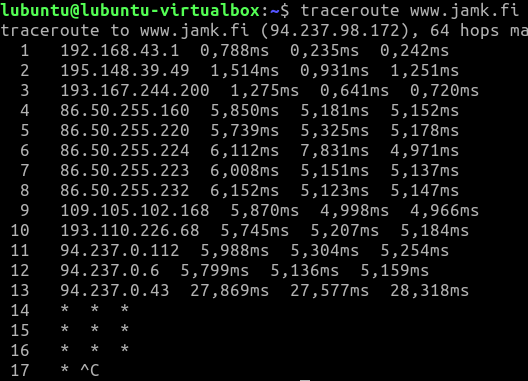 lubuntu@lubuntu-virtualbox:~$ traceroute www.jamk.fi
traceroute to www.jamk.fi (94.237.98.172), 64 hops ma
1 192.168.43.1 0,788ms 0,235ms 0,242ms
2 195.148.39.49 1,514ms 0,931ms 1,251ms
3 193.167.244.200 1,275ms 0,641ms 0,720ms
4 86.50.255.160 5,850ms 5,181ms 5,152ms
5 86.50.255.220 5,739ms 5,325ms 5,178ms
6 86.50.255.224 6,112ms 7,831ms 4,971ms
7 86.50.255.223 6,008ms 5,151ms 5,137ms
8 86.50.255.232 6,152ms 5,123ms 5,147ms
9 109.105.102.168 5,870ms 4,998ms 4,966ms
10 193.110.226.68 5,745ms 5,207ms 5,184ms
11 94.237.0.112 5,988ms 5,304ms 5,254ms
12 94.237.0.6 5,799ms 5,136ms 5,159ms
13 94.237.0.43 27,869ms 27,577ms 28,318ms
14 * * *
15 * * *
16 * * *
17 * ^C